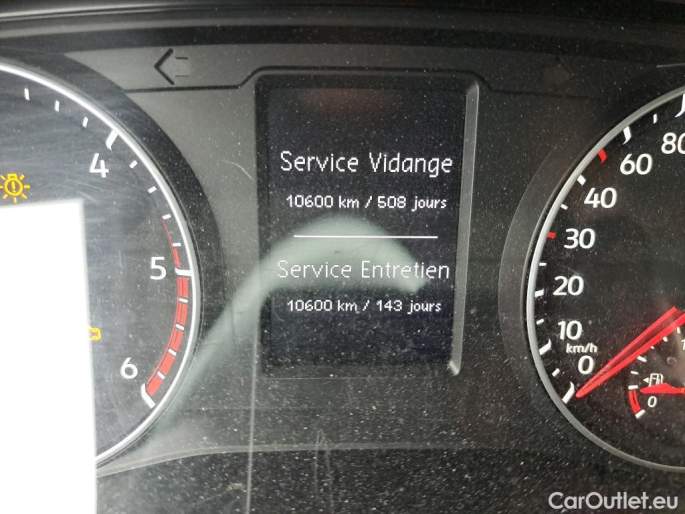 Service Vidange
10600 km / 508 jours
Service Entretien
10600 km / 143 jours
4
5
6
80
60
40
30
20
10
km/h
0
0
CarOutlet.eu